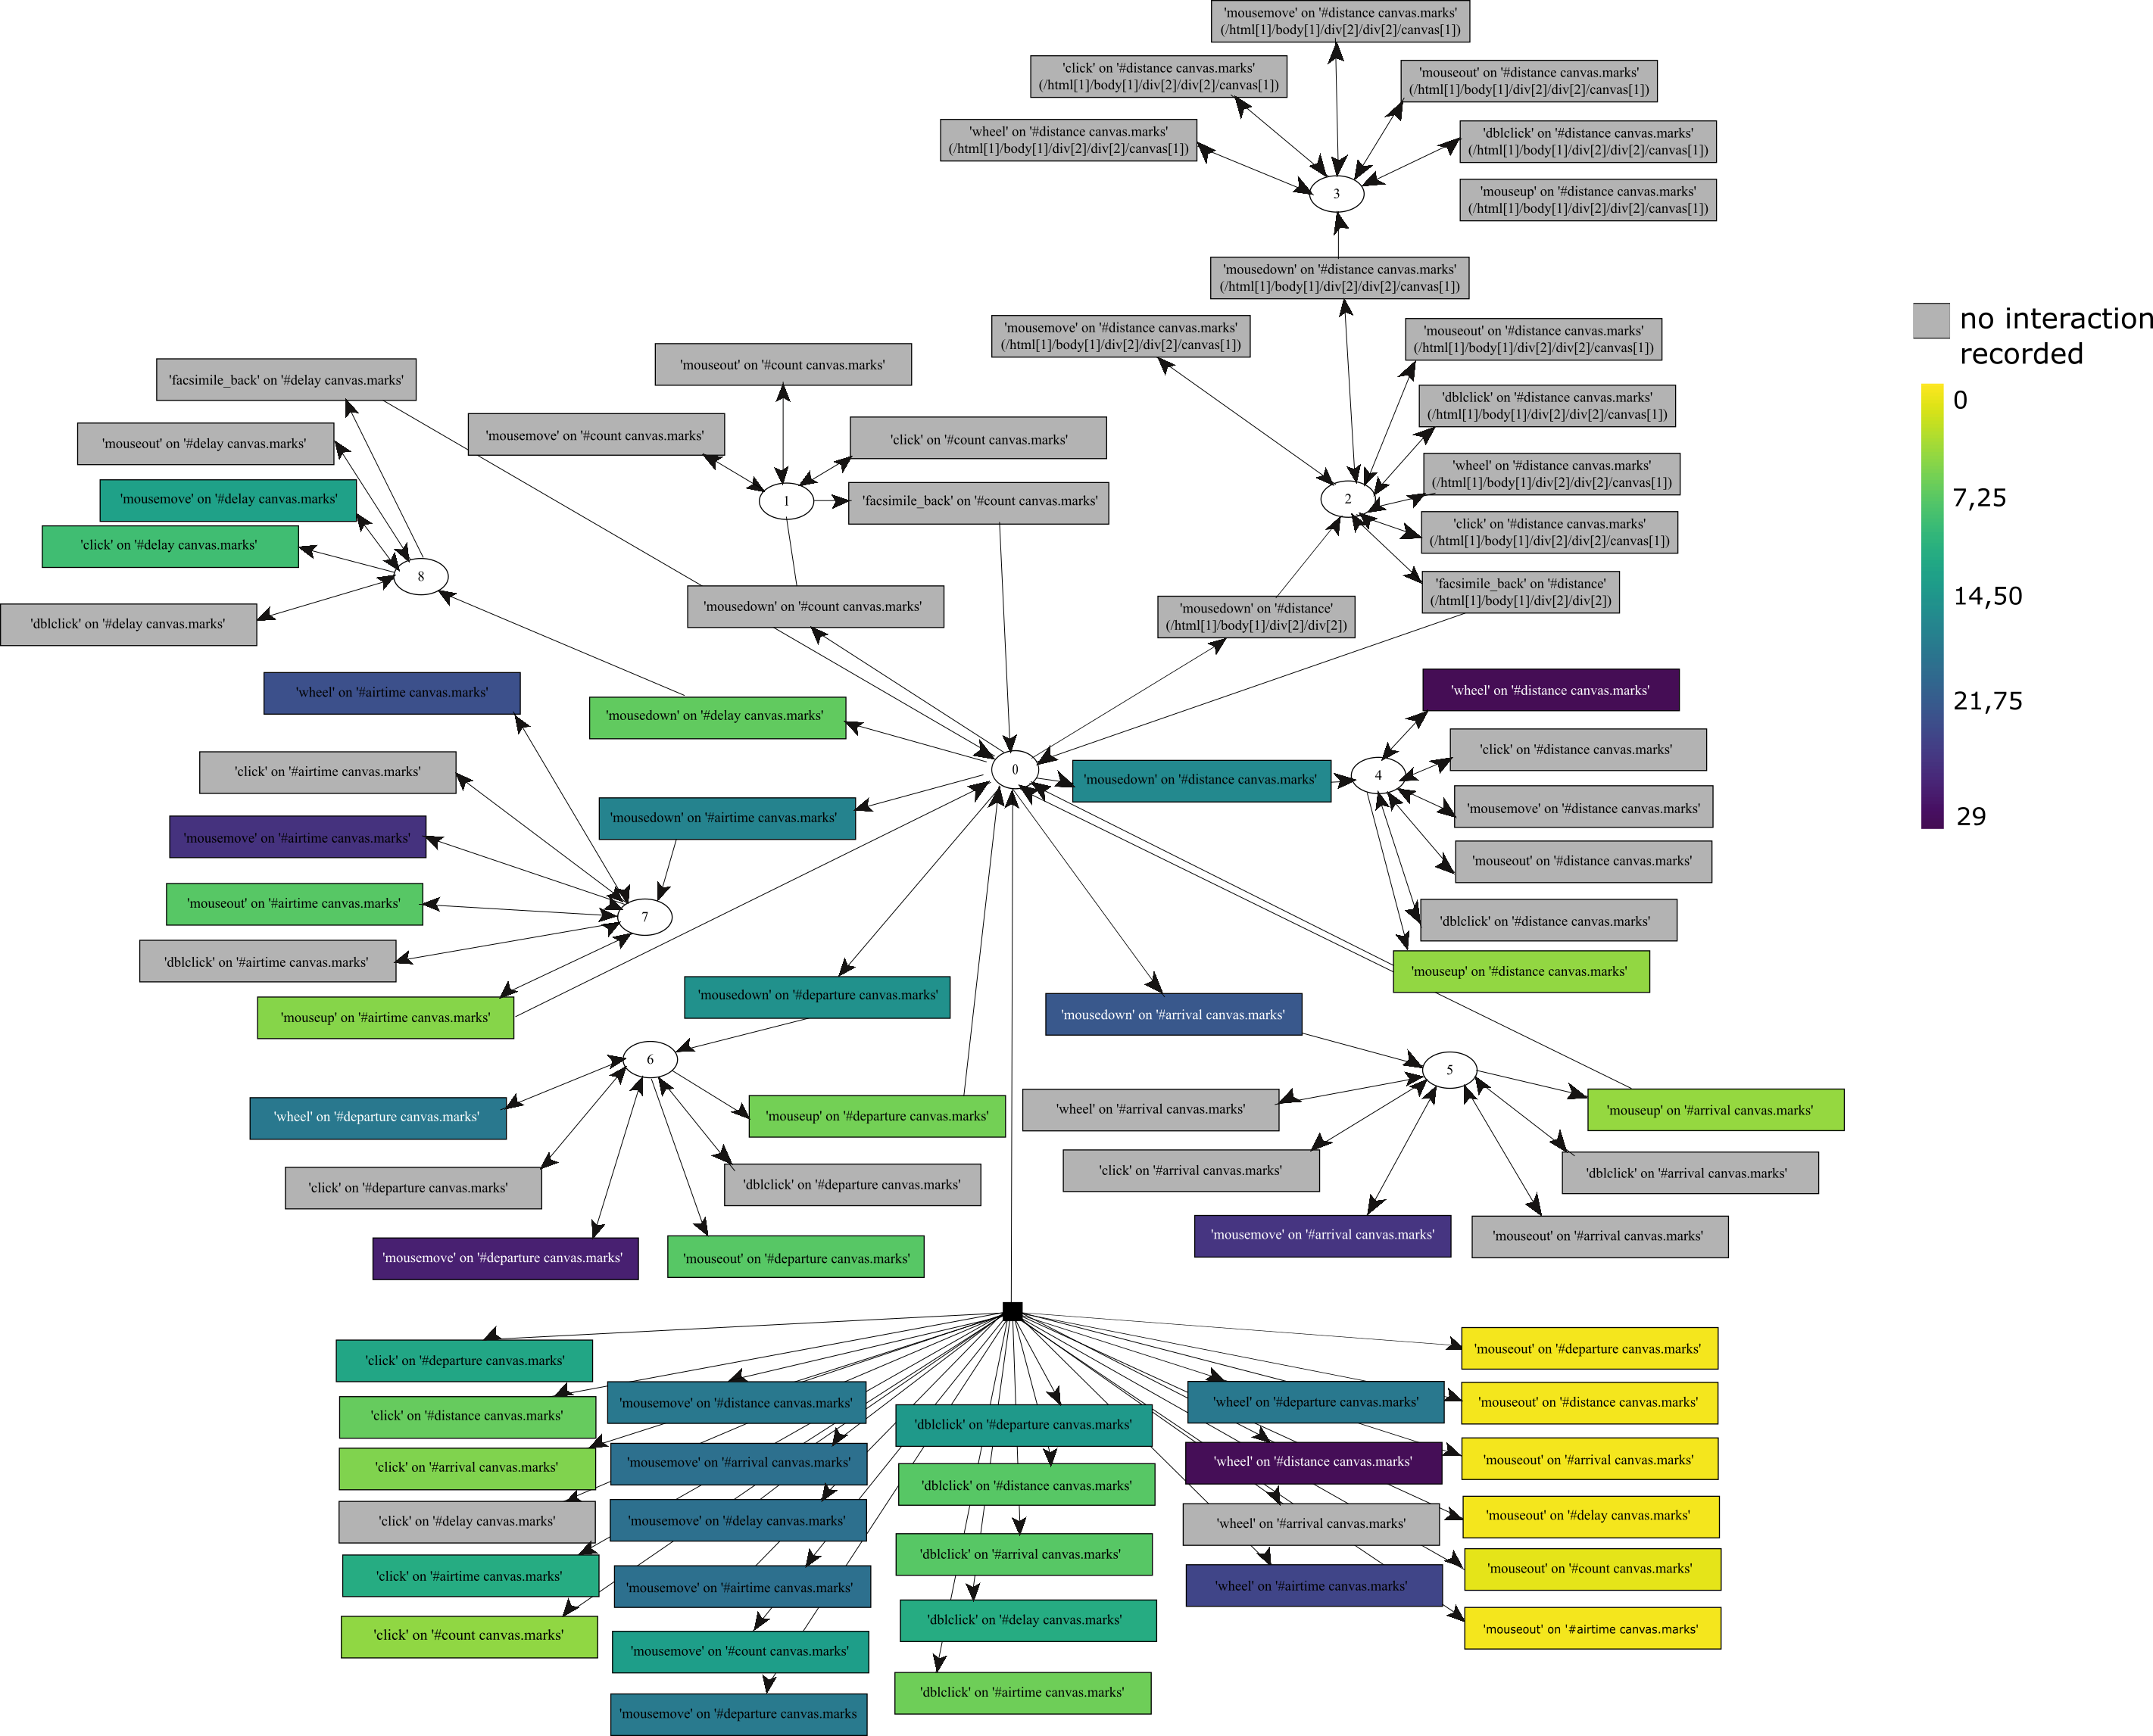 'mousemove' on '#distance canvas.marks'
(/html[1]/body[1]/div[2]/div[2]/canvas[1])
'click' on '#distance canvas.marks'
(/html[1]/body[1]/div[2]/div[2]/canvas[1])
'mouseout' on '#distance canvas.marks'
(/html[1]/body[1]/div[2]/div[2]/canvas[1])
'wheel' on '#distance canvas.marks'
(/html[1]/body[1]/div[2]/div[2]/canvas[1])
'dblclick' on '#distance canvas.marks'
(/html[1]/body[1]/div[2]/div[2]/canvas[1])
3
'mouseup' on '#distance canvas.marks'
(/html[1]/body[1]/div[2]/div[2]/canvas[1])
'mousedown' on '#distance canvas.marks'
(/html[1]/body[1]/div[2]/div[2]/canvas[1])
'mousemove' on '#distance canvas.marks'
(/html[1]/body[1]/div[2]/div[2]/canvas[1])
'mouseout' on '#distance canvas.marks'
(/html[1]/body[1]/div[2]/div[2]/canvas[1])
'dblclick' on '#distance canvas.marks'
(/html[1]/body[1]/div[2]/div[2]/canvas[1])
'wheel' on '#distance canvas.marks'
(/html[1]/body[1]/div[2]/div[2]/canvas[1])
2
'click' on '#distance canvas.marks'
(/html[1]/body[1]/div[2]/div[2]/canvas[1])
'facsimile_back' on '#distance'
(/html[1]/body[1]/div[2]/div[2])
'mousedown' on '#distance'
(/html[1]/body[1]/div[2]/div[2])
no interaction
recorded
0
7,25
14,50
21,75
29
'facsimile_back' on '#delay canvas.marks'
'mouseout' on '#delay canvas.marks'
'mousemove' on '#delay canvas.marks'
'click' on '#delay canvas.marks'
8
'dblclick' on '#delay canvas.marks'
'mouseout' on '#count canvas.marks'
'mousemove' on '#count canvas.marks'
'click' on '#count canvas.marks'
1
'facsimile_back' on '#count canvas.marks'
'mousedown' on '#count canvas.marks'
'wheel' on '#airtime canvas.marks'
'mousedown' on '#delay canvas.marks'
'click' on '#airtime canvas.marks'
0
'mousedown' on '#distance canvas.marks'
4
'wheel' on '#distance canvas.marks'
'click' on '#distance canvas.marks'
'mousemove' on '#distance canvas.marks'
'mouseout' on '#distance canvas.marks'
'dblclick' on '#distance canvas.marks'
'mouseup' on '#distance canvas.marks'
'mousedown' on '#airtime canvas.marks'
'mousemove' on '#airtime canvas.marks'
'mouseout' on '#airtime canvas.marks'
7
'dblclick' on '#airtime canvas.marks'
'mouseup' on '#airtime canvas.marks'
'mousedown' on '#departure canvas.marks'
6
'wheel' on '#departure canvas.marks'
'mouseup' on '#departure canvas.marks'
'click' on '#departure canvas.marks'
'dblclick' on '#departure canvas.marks'
'mousemove' on '#departure canvas.marks'
'mouseout' on '#departure canvas.marks'
'mousedown' on '#arrival canvas.marks'
5
'wheel' on '#arrival canvas.marks'
'mouseup' on '#arrival canvas.marks'
'click' on '#arrival canvas.marks'
'dblclick' on '#arrival canvas.marks'
'mousemove' on '#arrival canvas.marks'
'mouseout' on '#arrival canvas.marks'
'click' on '#departure canvas.marks'
'click' on '#distance canvas.marks'
'click' on '#arrival canvas.marks'
'click' on '#delay canvas.marks'
'click' on '#airtime canvas.marks'
'click' on '#count canvas.marks'
'mousemove' on '#distance canvas.marks'
'mousemove' on '#arrival canvas.marks'
'mousemove' on '#delay canvas.marks'
'mousemove' on '#airtime canvas.marks'
'mousemove' on '#count canvas.marks'
'mousemove' on '#departure canvas.marks
'dblclick' on '#departure canvas.marks'
'dblclick' on '#distance canvas.marks'
'dblclick' on '#arrival canvas.marks'
'dblclick' on '#delay canvas.marks'
'dblclick' on '#airtime canvas.marks'
'wheel' on '#departure canvas.marks'
'wheel' on '#distance canvas.marks'
'wheel' on '#arrival canvas.marks'
'wheel' on '#airtime canvas.marks'
'mouseout' on '#departure canvas.marks'
'mouseout' on '#distance canvas.marks'
'mouseout' on '#arrival canvas.marks'
'mouseout' on '#delay canvas.marks'
'mouseout' on '#count canvas.marks'
'mouseout' on '#airtime canvas.marks'